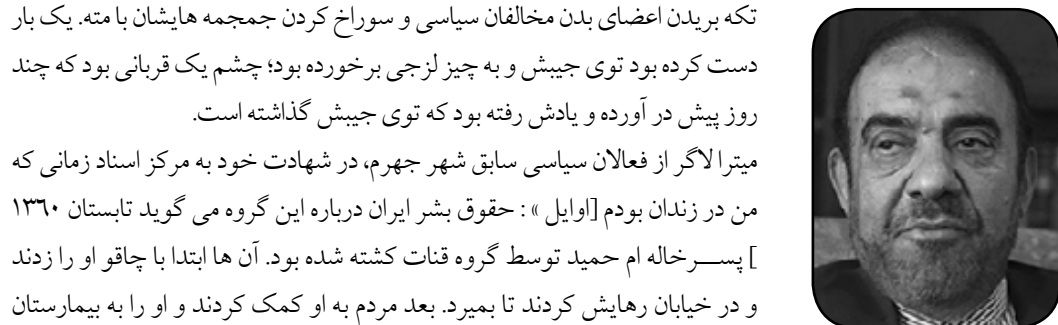 تکه بریدن اعضای بدن مخالفان سیاسی و سوراخ کردن جمجمه هایشان با مته. یک بار
دست کرده بود توی جیبش و به چیز لزجی برخورده بود؛ چشم یک قربانی بود که چند
روز پیش در آورده و یادش رفته بود که توی جیبش گذاشته است.
میترا لاگر از فعالان سیاسی سابق شهر جهرم، در شهادت خود به مرکز اسناد زمانی که
من در زندان بودم [اوایل » : حقوق بشر ایران درباره این گروه می گوید تابستان ۱۳۶۰
] پسرخاله ام حمید توسط گروه قنات کشته شده بود. آن ها ابتدا با چاقو او را زدند
و در خیابان رهایش کردند تا بمیرد. بعد مردم به او کمک کردند و او را به بیمارستان